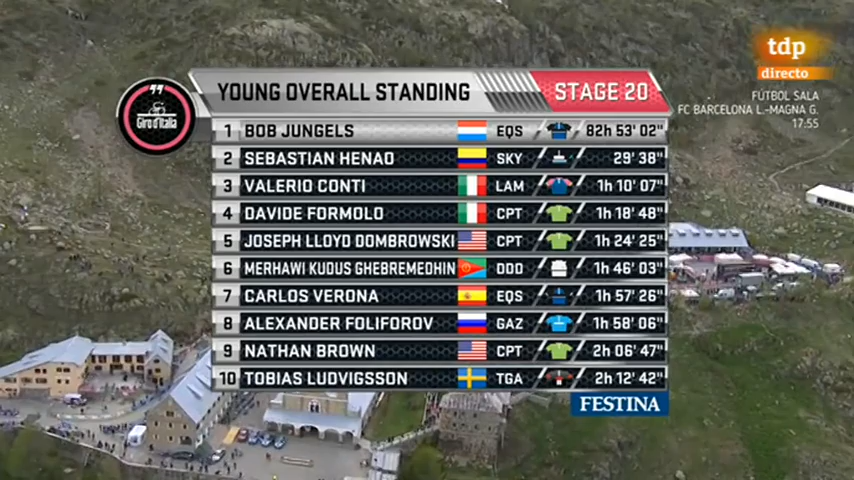 tdp
directo
FÚTBOL SALA
FC BARCELONA L.-MAGNA G.
17.55
Giro d'Italia
YOUNG OVERALL STANDING STAGE 20
1 BOB JUNGELS EQS 82h 53' 02"
2 SEBASTIAN HENAO SKY 29' 38"
3 VALERIO CONTI LAM 1h 10' 07"
4 DAVIDE FORMOLO CPT 1h 18' 48"
5 JOSEPH LLOYD DOMBROWSKI CPT 1h 24' 25"
6 MERHAWI KUDUS GHEBREMEDHIN DDD 1h 46' 03"
7 CARLOS VERONA EQS 1h 57' 26"
8 ALEXANDER FOLIFOROV GAZ 1h 58' 06"
9 NATHAN BROWN CPT 2h 06' 47"
10 TOBIAS LUDVIGSSON TGA 2h 12' 42"
FESTINA